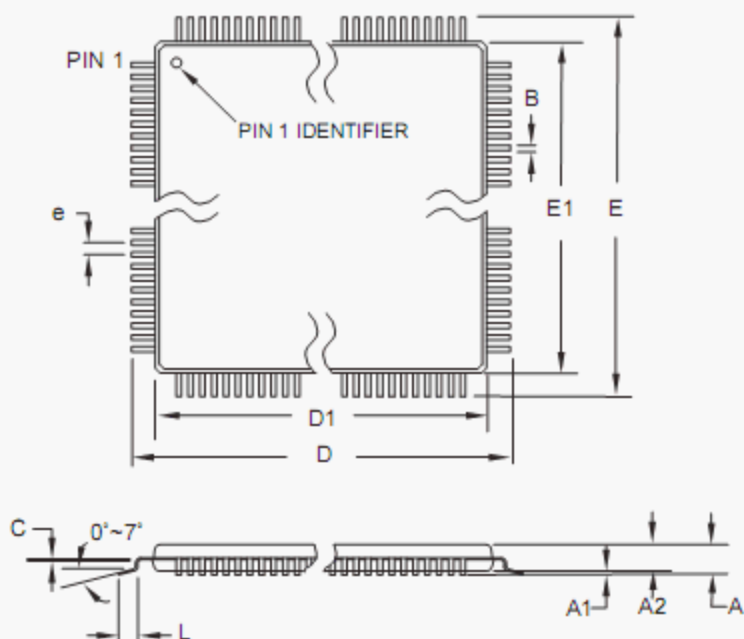 PIN 1
PIN 1 IDENTIFIER
B
e
E1
E
D1
D
C
0°~7°
A1
A2
A
L